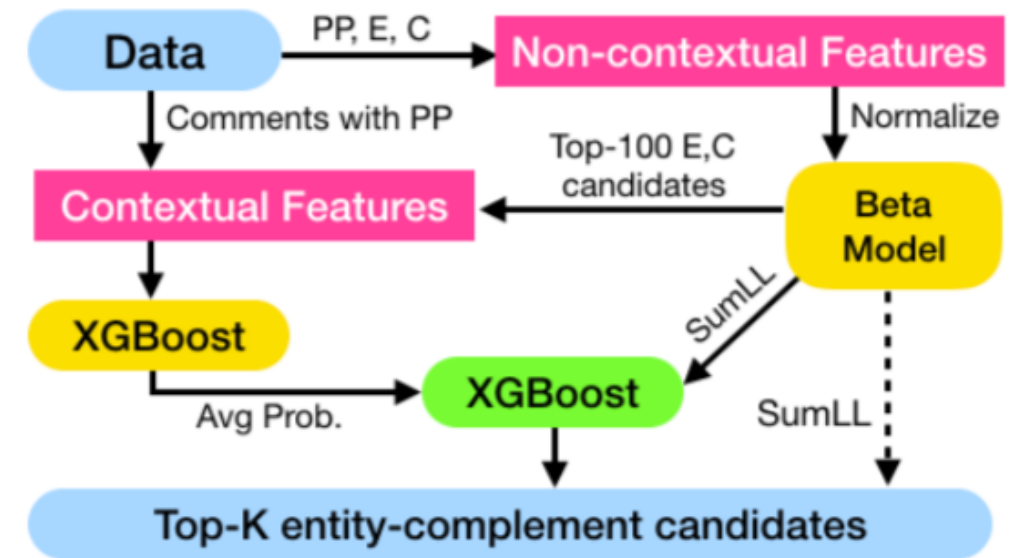 Data
PP, E, C
Non-contextual Features
Comments with PP
Normalize
Top-100 E,C
candidates
Contextual Features
Beta
Model
SumLL
XGBoost
XGBoost
Avg Prob.
SumLL
Top-K entity-complement candidates